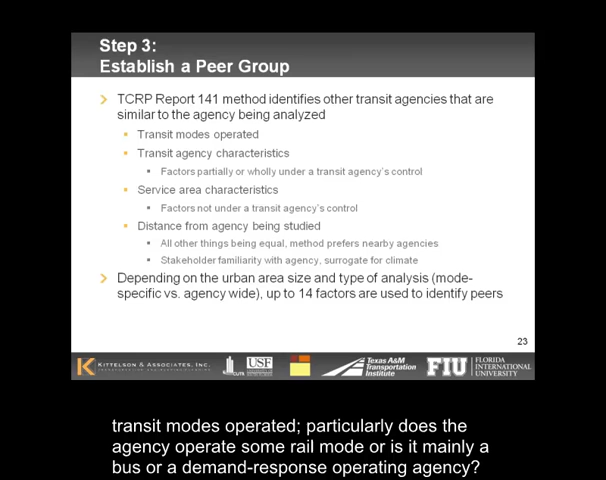 Step 3:
Establish a Peer Group
TCRP Report 141 method identifies other transit agencies that are
similar to the agency being analyzed
Transit modes operated
Transit agency characteristics
Factors partially or wholly under a transit agency's control
Service area characteristics
Factors not under a transit agency's control
Distance from agency being studied
All other things being equal, method prefers nearby agencies
Stakeholder familiarity with agency, surrogate for climate
Depending on the urban area size and type of analysis (mode-
specific vs. agency wide), up to 14 factors are used to identify peers
23
KITTELSON & ASSOCIATES, INC.
CUTR
USF
Texas A&M
Transportation
Institute
FIU
FLORIDA
INTERNATIONAL
UNIVERSITY
transit modes operated; particularly does the
agency operate some rail mode or is it mainly a
bus or a demand-response operating agency?